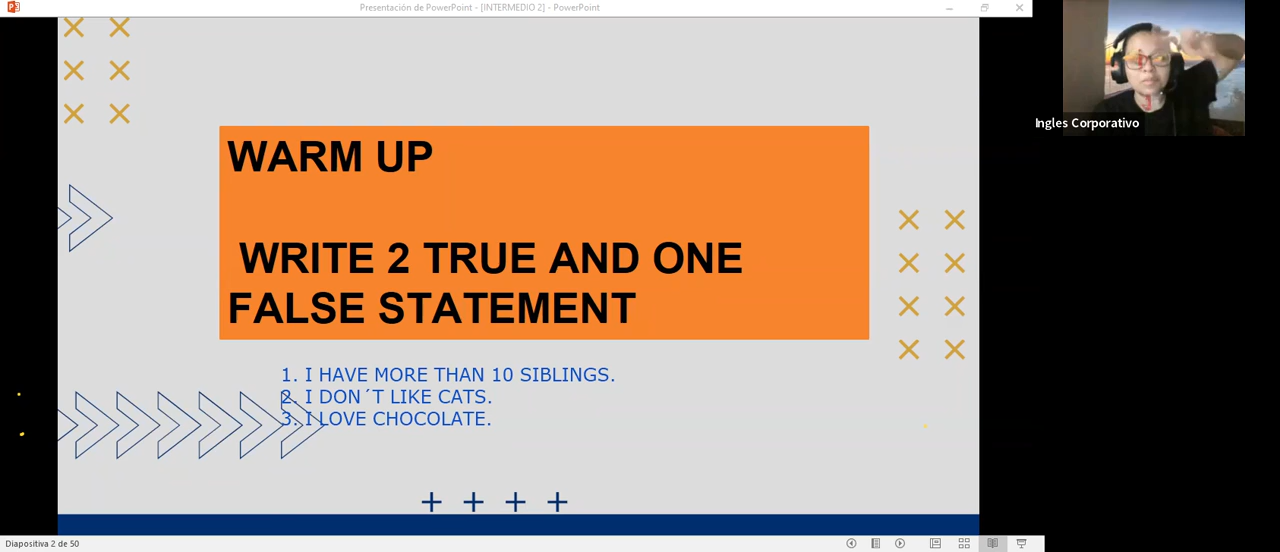 Presentación de PowerPoint - [INTERMEDIO 2] - PowerPoint
Ingles Corporativo
WARM UP
WRITE 2 TRUE AND ONE
FALSE STATEMENT
1. I HAVE MORE THAN 10 SIBLINGS.
2. I DON´T LIKE CATS.
3. I LOVE CHOCOLATE.
Diapositiva 2 de 50